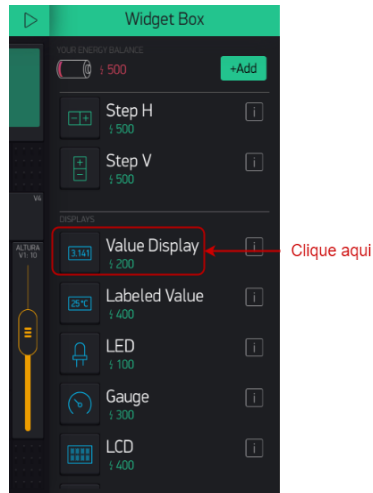 Widget Box
YOUR ENERGY BALANCE
500
+Add
Step H
500
Step V
500
V4
DISPLAYS
ALTURA
V1: 10
3.141
Value Display
200
Clique aqui
25°C
Labeled Value
400
LED
100
Gauge
300
LCD
400